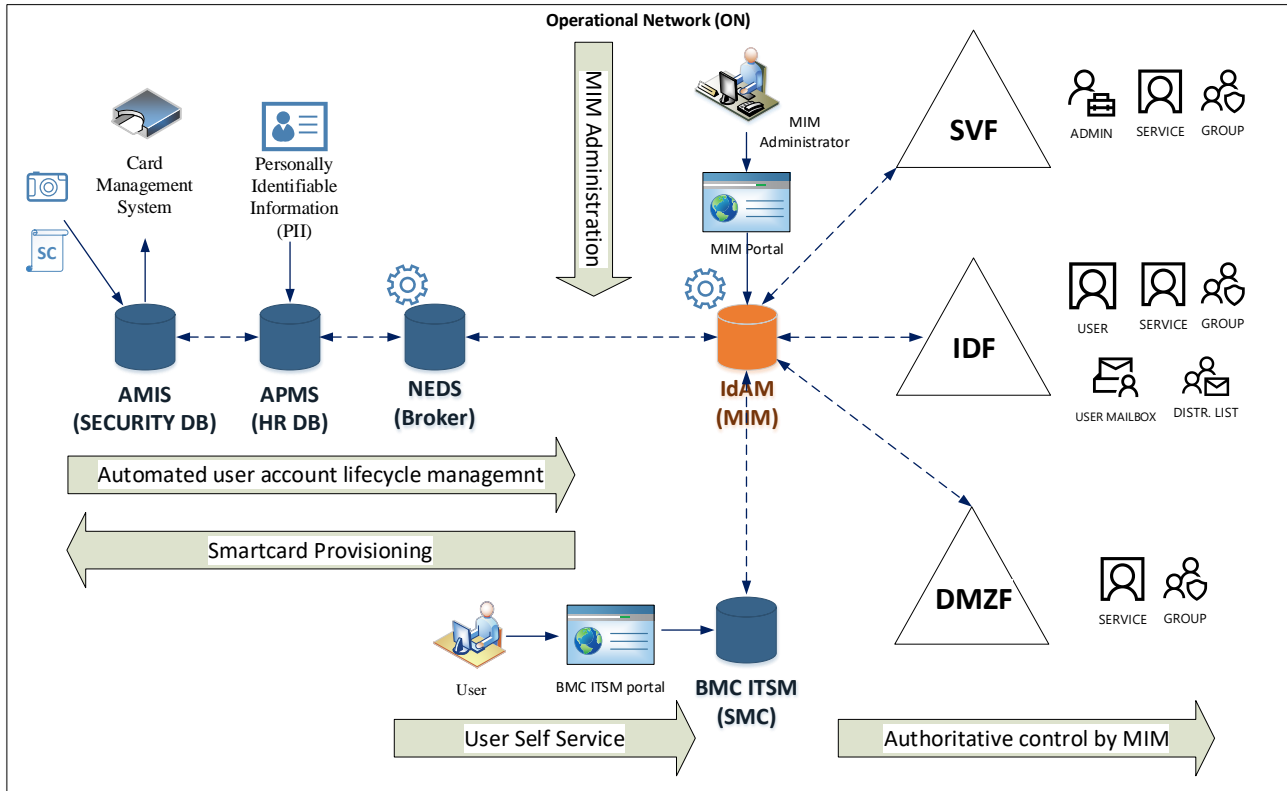 Operational Network (ON)
MIM Administration
MIM
Administrator
MIM Portal
Card
Management
System
Personally
Identifiable
Information
(PII)
SC
AMIS
(SECURITY DB)
APMS
(HR DB)
NEDS
(Broker)
IdAM
(MIM)
SVF
ADMIN
SERVICE
GROUP
IDF
USER
SERVICE
GROUP
USER MAILBOX
DISTR. LIST
DMZF
SERVICE
GROUP
Automated user account lifecycle managemnt
Smartcard Provisioning
User
BMC ITSM portal
BMC ITSM
(SMC)
User Self Service
Authoritative control by MIM